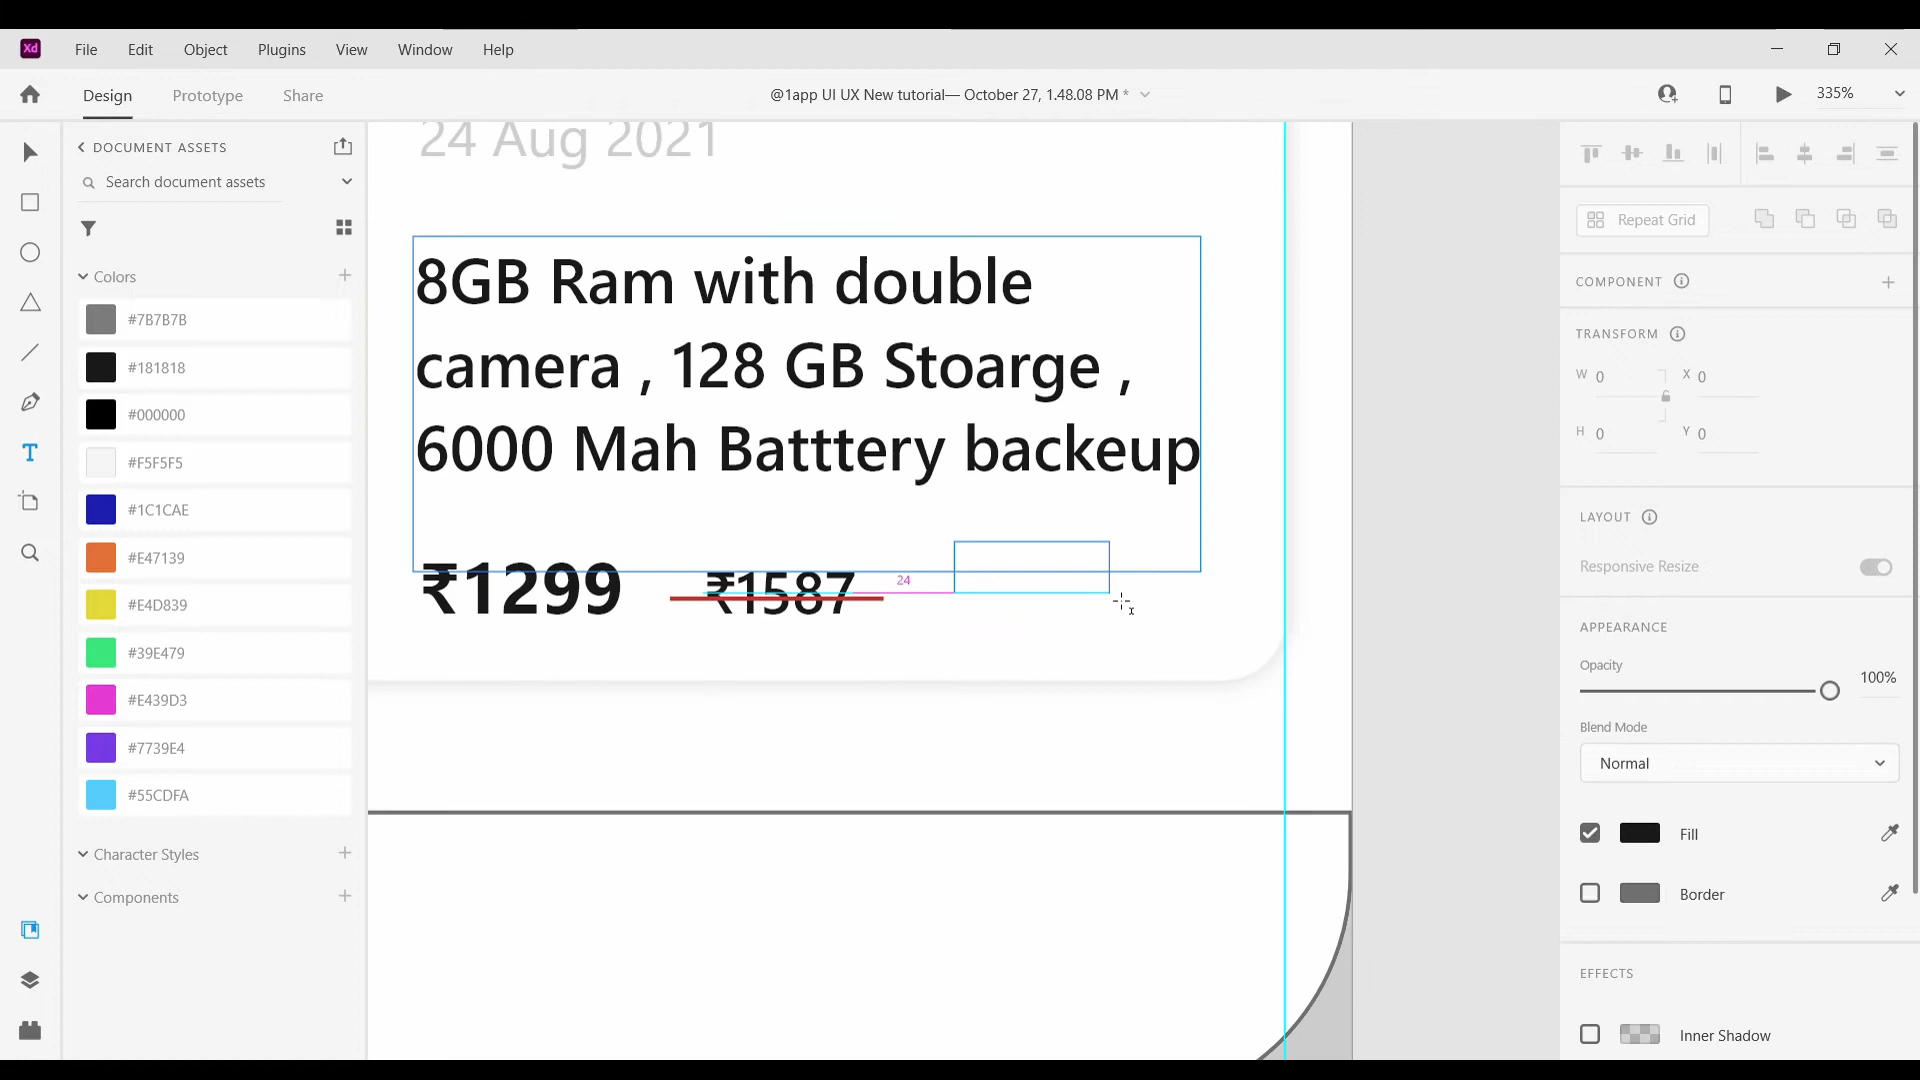 Xd File Edit Object Plugins View Window Help
Design Prototype Share @1app UI UX New tutorial— October 27, 1.48.08 PM * 335%
DOCUMENT ASSETS
Search document assets
Colors
#7B7B7B
#181818
#000000
#F5F5F5
#1C1CAE
#E47139
#E4D839
#39E479
#E439D3
#7739E4
#55CDFA
Character Styles
Components
24 Aug 2021
8GB Ram with double
camera , 128 GB Stoarge ,
6000 Mah Batttery backeup
₹1299 ₹1587 24
Repeat Grid
COMPONENT
TRANSFORM
W 0 X 0
H 0 Y 0
LAYOUT
Responsive Resize
APPEARANCE
Opacity
100%
Blend Mode
Normal
Fill
Border
EFFECTS
Inner Shadow